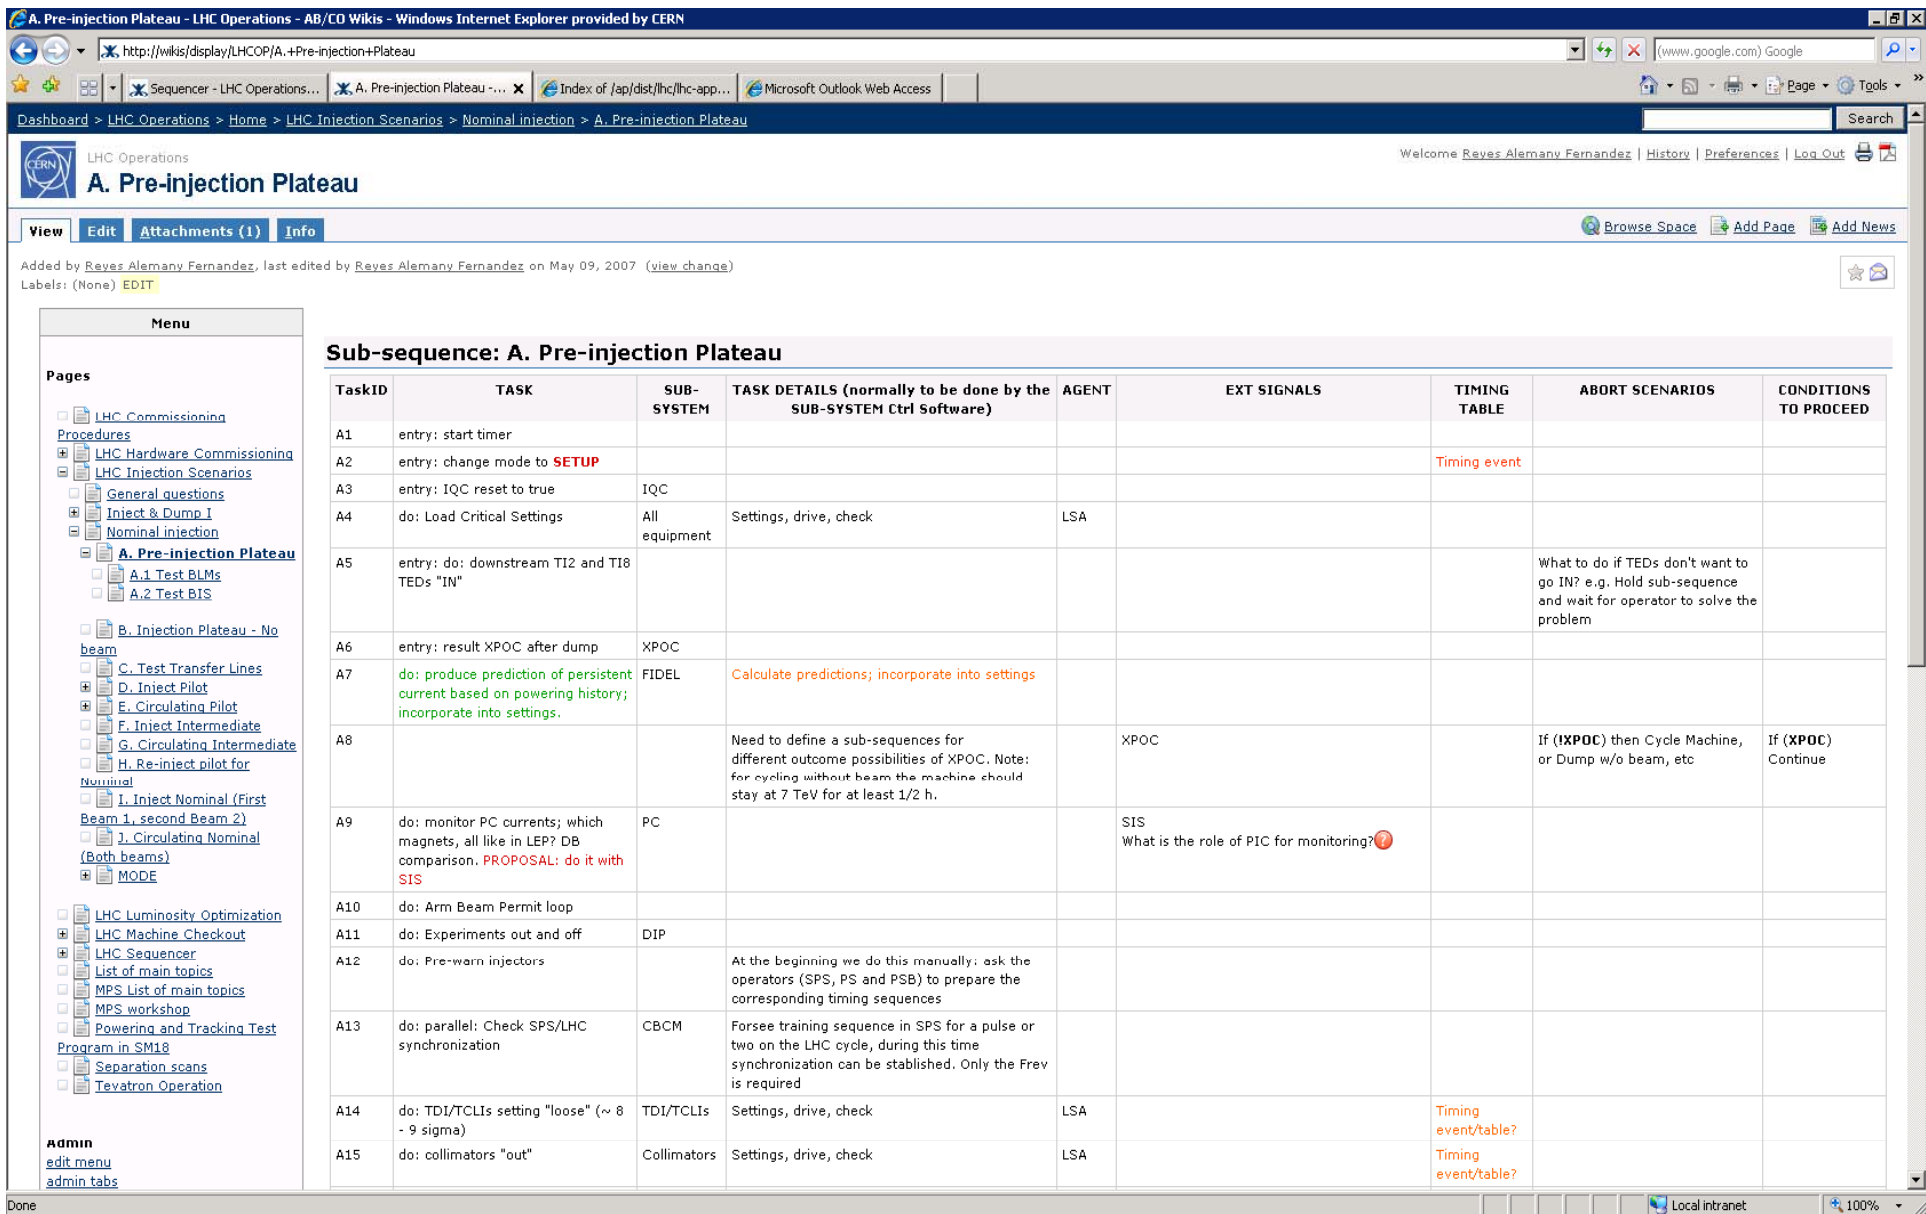 A. Pre-injection Plateau - LHC Operations - AB/CO Wikis - Windows Internet Explorer provided by CERN
http://wikis/display/LHCOP/A.+Pre-injection+Plateau
(www.google.com) Google
Sequencer - LHC Operations...
A. Pre-injection Plateau -...
Index of /ap/dist/lhc/lhc-app...
Microsoft Outlook Web Access
Page
Tools
Dashboard > LHC Operations > Home > LHC Injection Scenarios > Nominal injection > A. Pre-injection Plateau
Search
CERN
LHC Operations
A. Pre-injection Plateau
Welcome Reyes Alemany Fernandez | History | Preferences | Log Out
View
Edit
Attachments (1)
Info
Browse Space
Add Page
Add News
Added by Reyes Alemany Fernandez, last edited by Reyes Alemany Fernandez on May 09, 2007 (view change)
Labels: (None) EDIT
Menu
Pages
LHC Commissioning
Procedures
LHC Hardware Commissioning
LHC Injection Scenarios
General questions
Inject & Dump I
Nominal injection
A. Pre-injection Plateau
A.1 Test BLMs
A.2 Test BIS
B. Injection Plateau - No
beam
C. Test Transfer Lines
D. Inject Pilot
E. Circulating Pilot
F. Inject Intermediate
G. Circulating Intermediate
H. Re-inject pilot for
Nominal
I. Inject Nominal (First
Beam 1, second Beam 2)
J. Circulating Nominal
(Both beams)
MODE
LHC Luminosity Optimization
LHC Machine Checkout
LHC Sequencer
List of main topics
MPS List of main topics
MPS workshop
Powering and Tracking Test
Program in SM18
Separation scans
Tevatron Operation
Admin
edit menu
admin tabs
Sub-sequence: A. Pre-injection Plateau
TaskID
TASK
SUB-
SYSTEM
TASK DETAILS (normally to be done by the
SUB-SYSTEM Ctrl Software)
AGENT
EXT SIGNALS
TIMING
TABLE
ABORT SCENARIOS
CONDITIONS
TO PROCEED
A1
entry: start timer
A2
entry: change mode to SETUP
Timing event
A3
entry: IQC reset to true
IQC
A4
do: Load Critical Settings
All
equipment
Settings, drive, check
LSA
A5
entry: do: downstream TI2 and TI8
TEDs "IN"
What to do if TEDs don't want to
go IN? e.g. Hold sub-sequence
and wait for operator to solve the
problem
A6
entry: result XPOC after dump
XPOC
A7
do: produce prediction of persistent
current based on powering history;
incorporate into settings.
FIDEL
Calculate predictions; incorporate into settings
A8
Need to define a sub-sequences for
different outcome possibilities of XPOC. Note:
for cycling without beam the machine should
stay at 7 TeV for at least 1/2 h.
XPOC
If (!XPOC) then Cycle Machine,
or Dump w/o beam, etc
If (XPOC)
Continue
A9
do: monitor PC currents; which
magnets, all like in LEP? DB
comparison. PROPOSAL: do it with
SIS
PC
SIS
What is the role of PIC for monitoring?
A10
do: Arm Beam Permit loop
A11
do: Experiments out and off
DIP
A12
do: Pre-warn injectors
At the beginning we do this manually: ask the
operators (SPS, PS and PSB) to prepare the
corresponding timing sequences
A13
do: parallel: Check SPS/LHC
synchronization
CBCM
Forsee training sequence in SPS for a pulse or
two on the LHC cycle, during this time
synchronization can be stablished. Only the Frev
is required
A14
do: TDI/TCLIs setting "loose" (~ 8
- 9 sigma)
TDI/TCLIs
Settings, drive, check
LSA
Timing
event/table?
A15
do: collimators "out"
Collimators
Settings, drive, check
LSA
Timing
event/table?
Done
Local intranet
100%